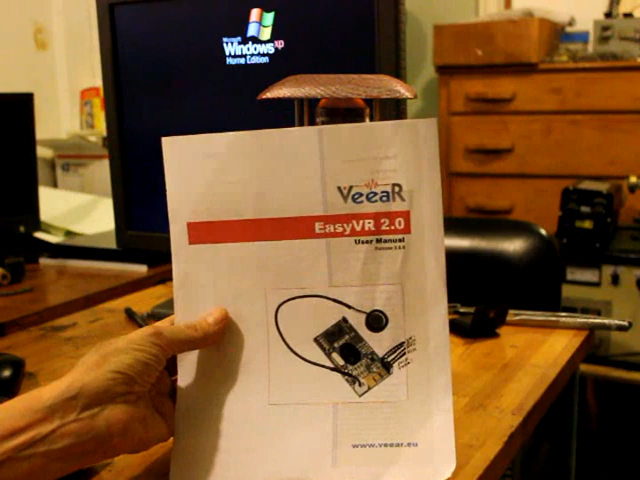 Microsoft
Windows xp
Home Edition
VeeaR
EasyVR 2.0
User Manual
www.veear.eu